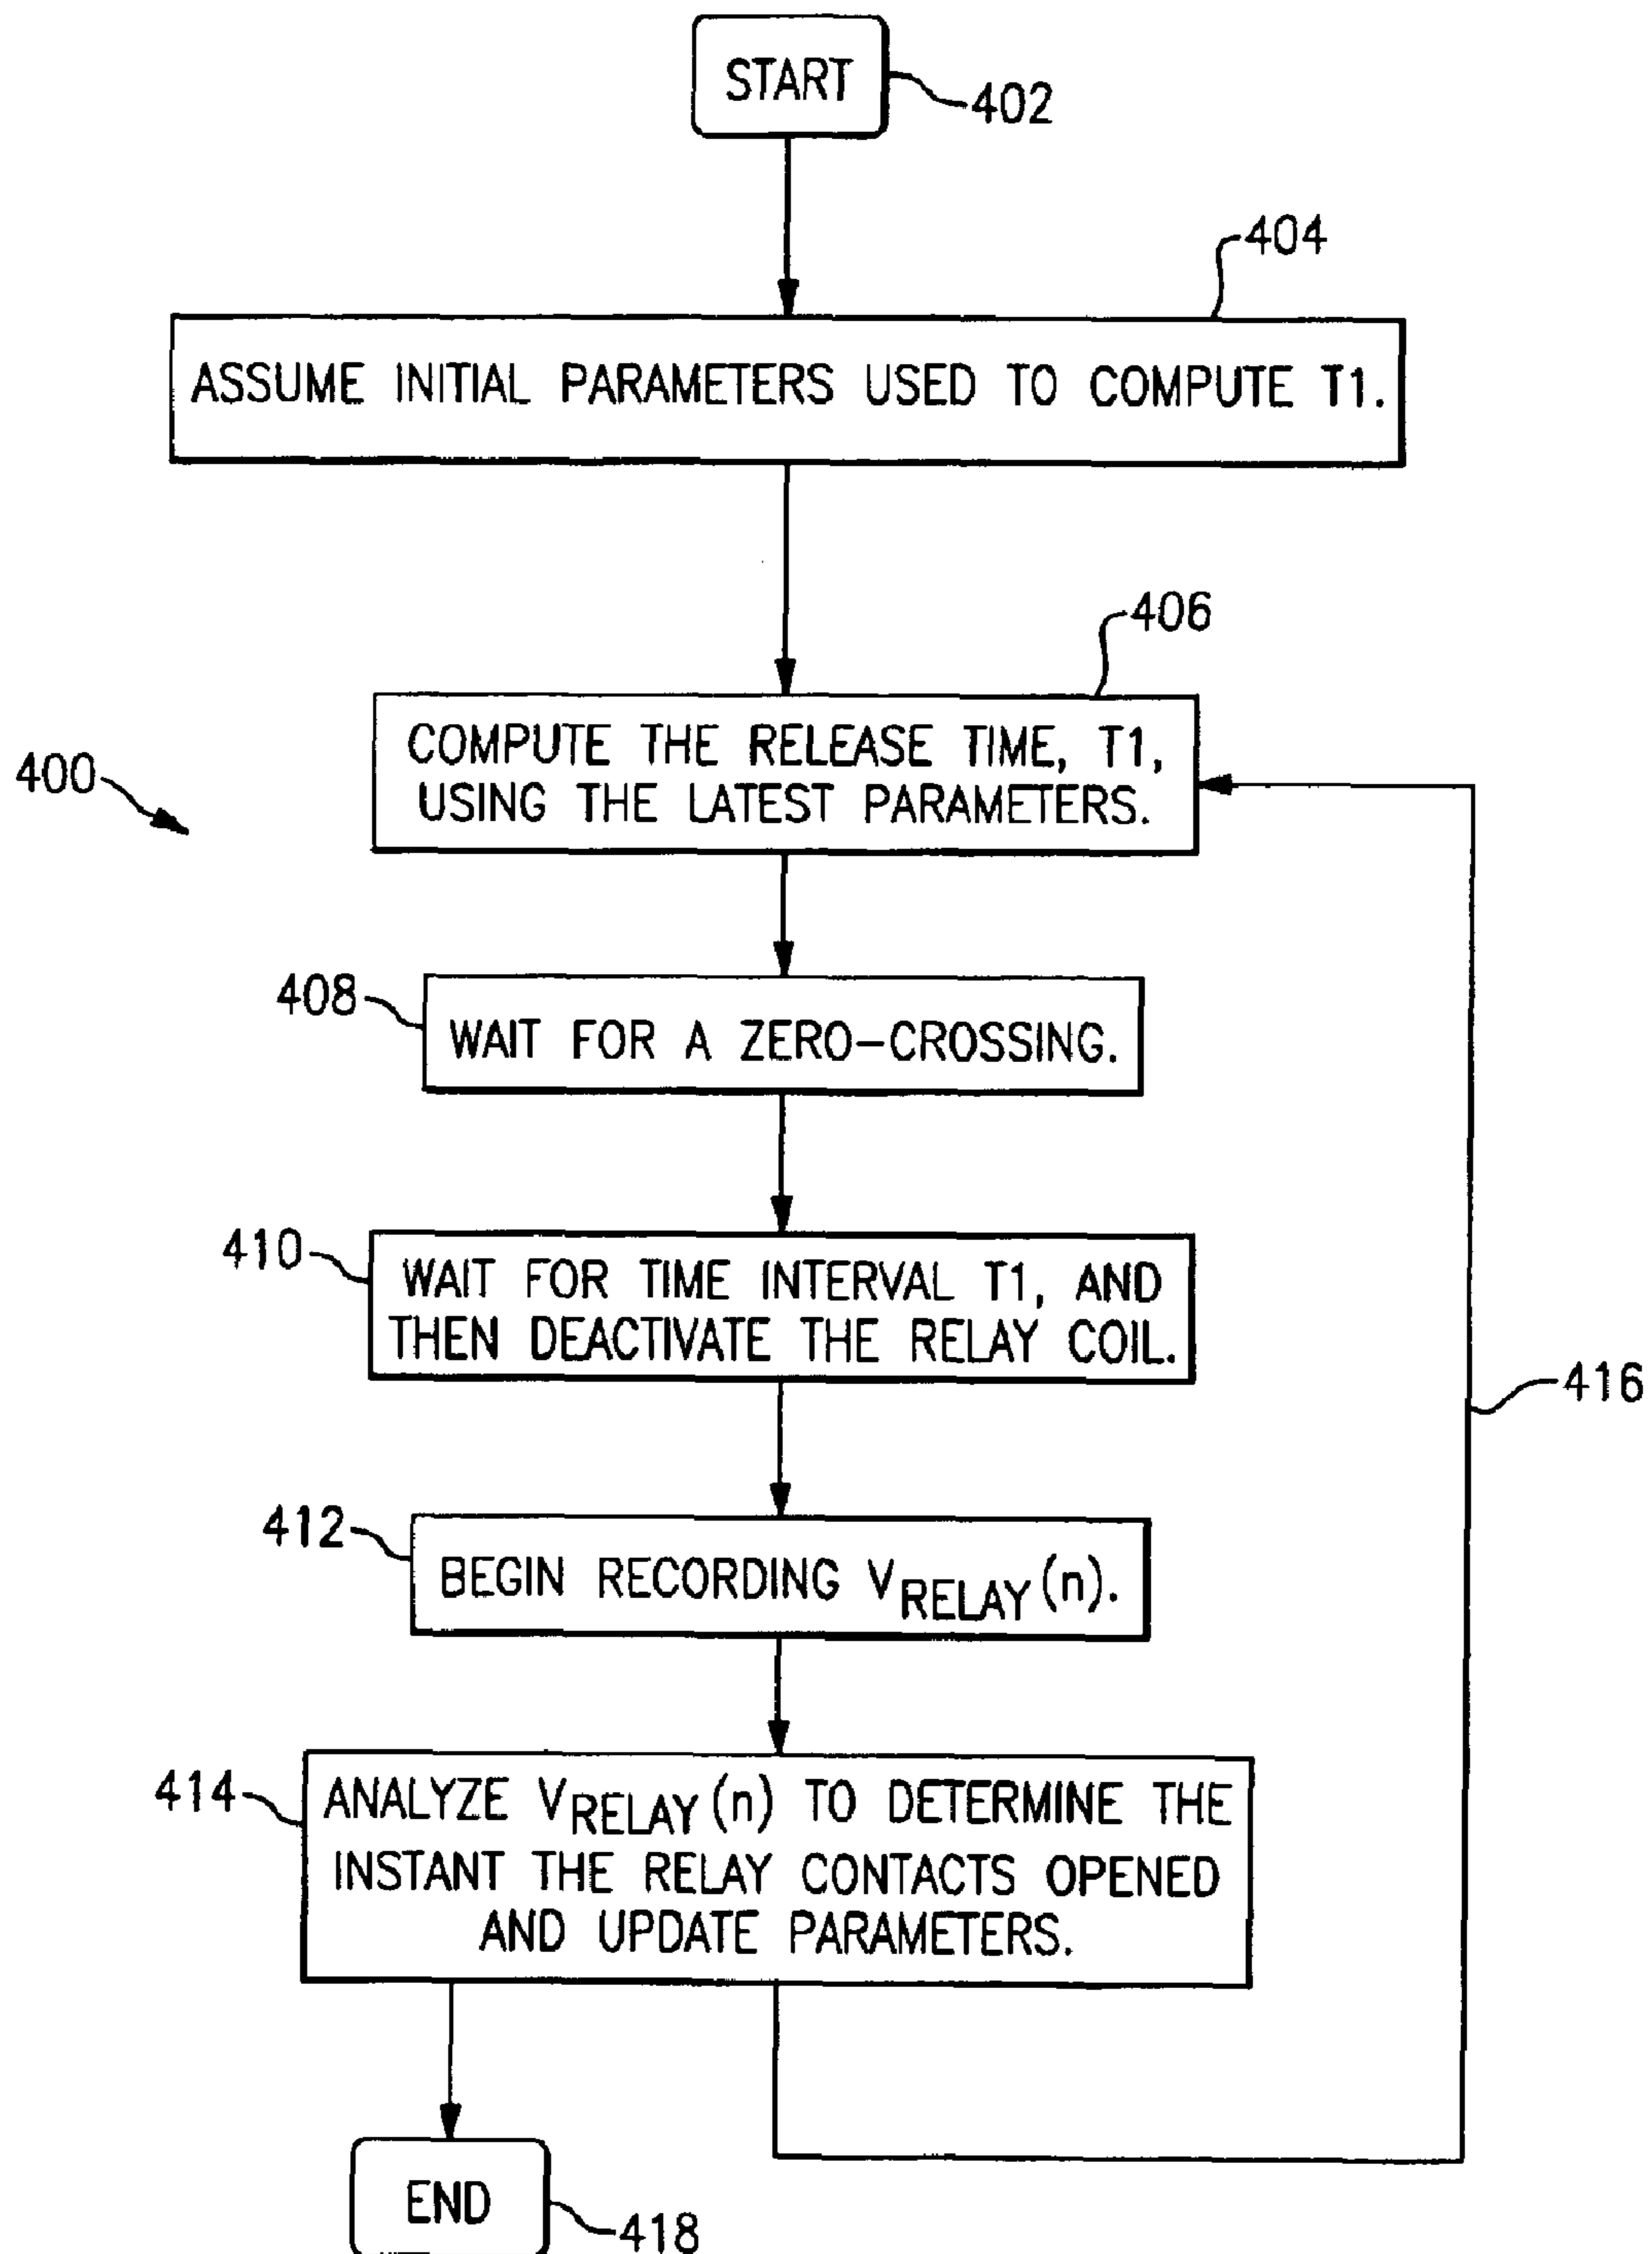 START
402
404
ASSUME INITIAL PARAMETERS USED TO COMPUTE T1.
406
COMPUTE THE RELEASE TIME, T1,
USING THE LATEST PARAMETERS.
400
408
WAIT FOR A ZERO-CROSSING.
410
WAIT FOR TIME INTERVAL T1, AND
THEN DEACTIVATE THE RELAY COIL.
416
412
BEGIN RECORDING VRELAY(n).
414
ANALYZE VRELAY(n) TO DETERMINE THE
INSTANT THE RELAY CONTACTS OPENED
AND UPDATE PARAMETERS.
END
418